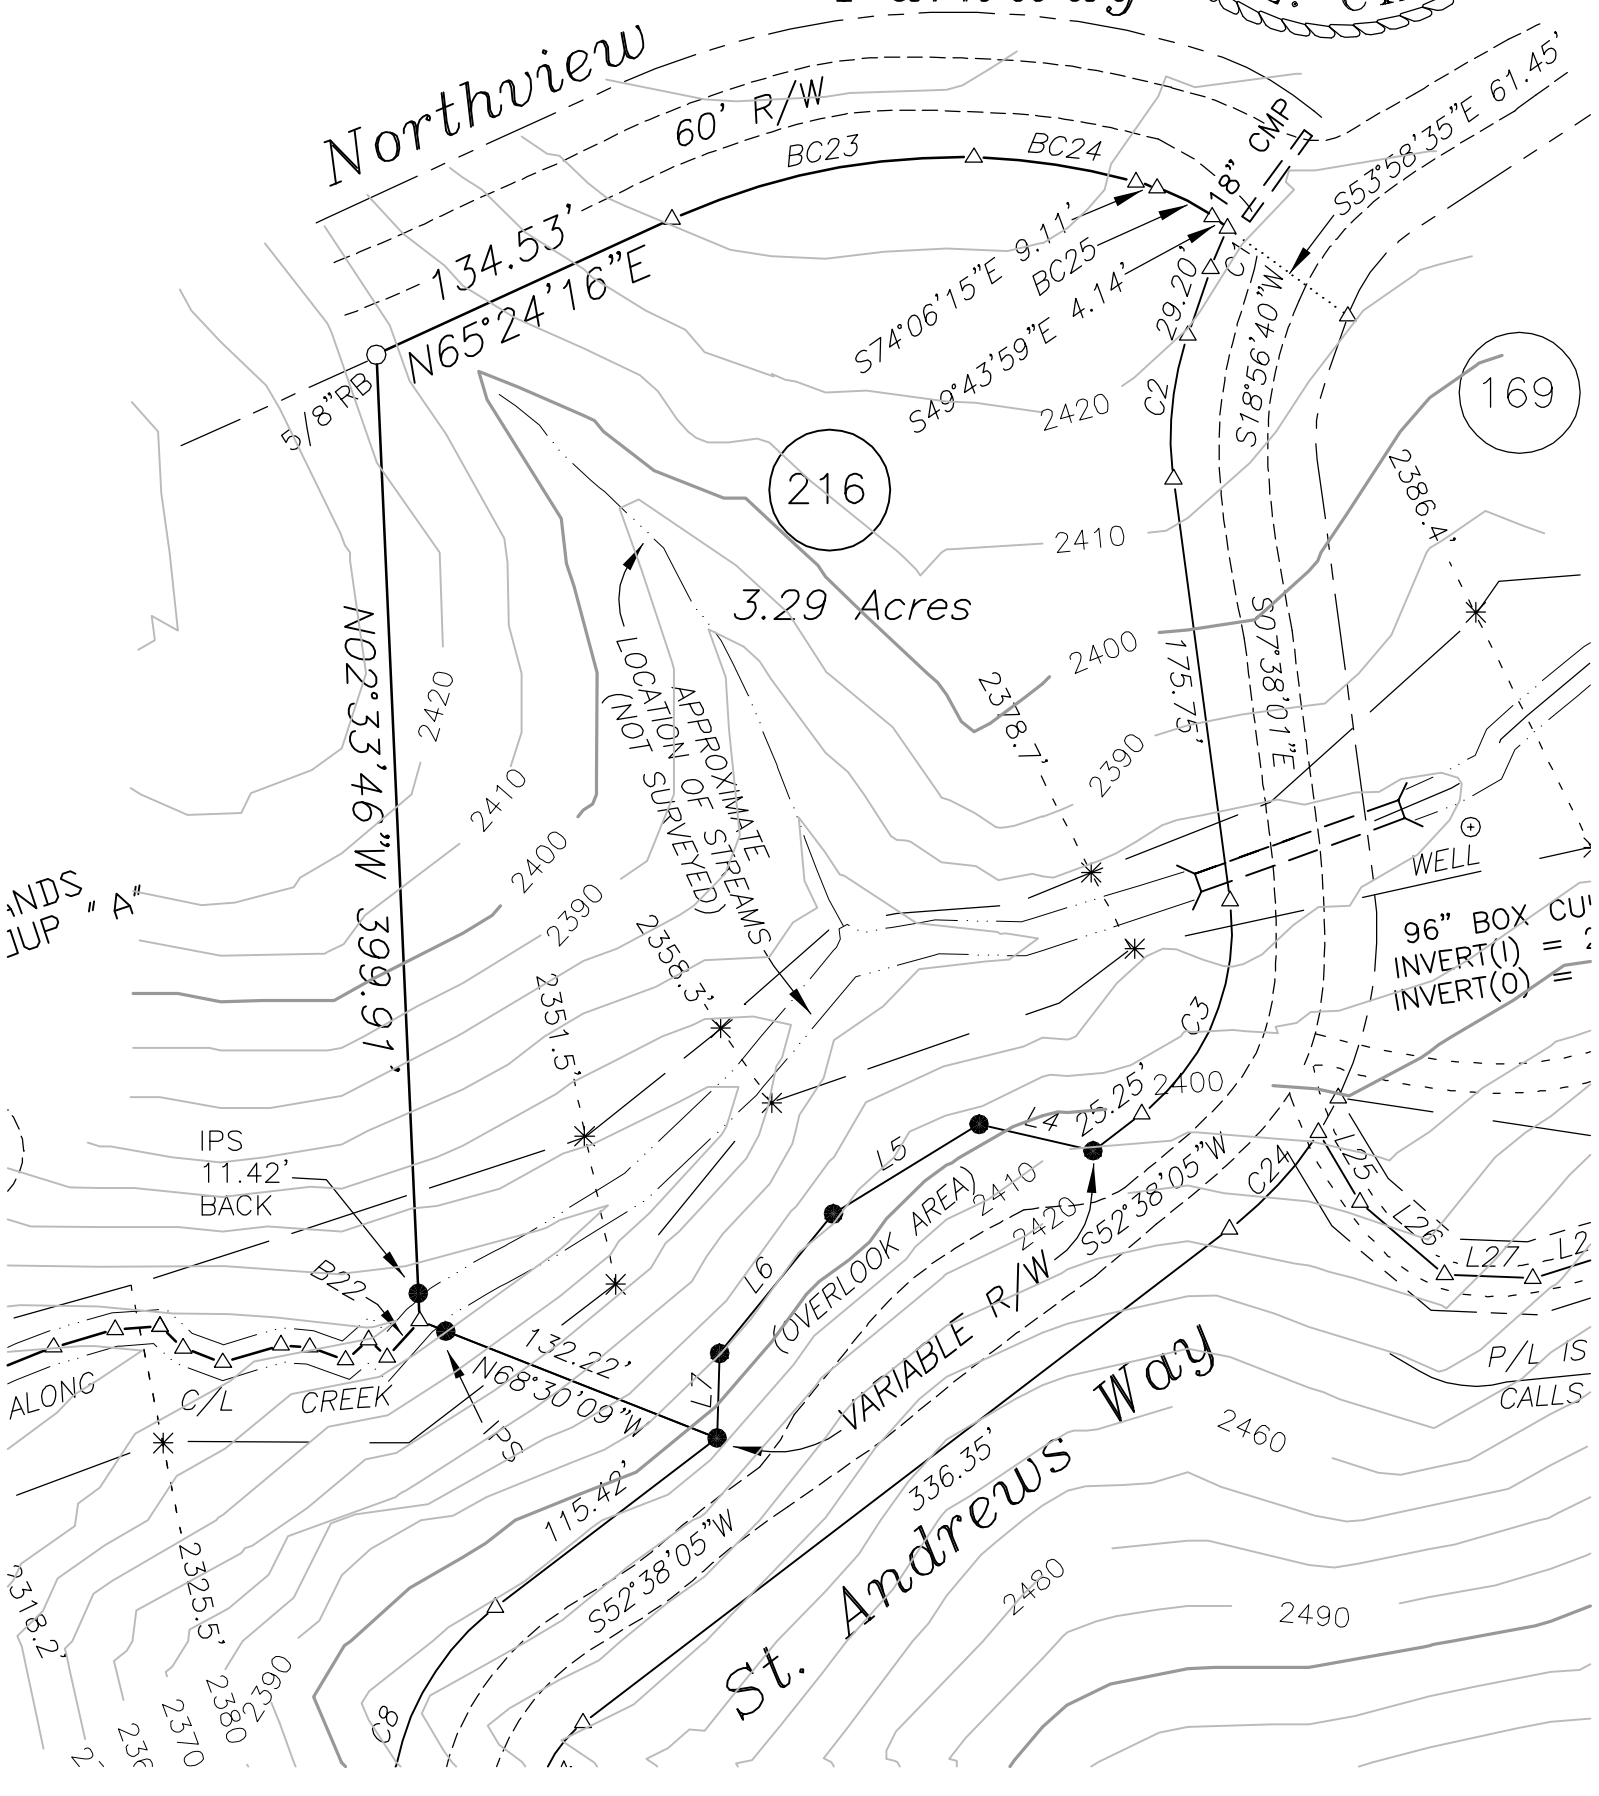 Northview
60' R/W
BC23
BC24
18" CMP
S53°58'35"E 61.45'
134.53'
N65°24'16"E
S74°06'15"E 9.11'
BC25
S49°43'59"E 4.14'
29.20'
C1
S18°56'40"W
5/8"RB
C2
2420
169
216
2386.4'
2410
3.29 Acres
N02°33'46"W 399.91'
2420
LOCATION OF STREAMS
APPROXIMATE
(NOT SURVEYED)
2400
175.75'
S07°38'01"E
2378.7'
2390
2410
2400
2390
WELL
"A"
96" BOX
INVERT(I) =
INVERT(O) =
2358.3'
2351.5'
C3
2400
25.25'
L4
L5
IPS
11.42'
BACK
2410
(OVERLOOK AREA)
2420
S52°38'05"W
C24
L25
L26
L27
B22
L6
VARIABLE R/W
132.22'
N68°30'09"W
L7
IPS
ALONG
C/L
CREEK
P/L IS
CALLS
2460
115.42'
336.35'
St. Andrews Way
S52°38'05"W
2318.2'
2325.5'
2480
2490
2390
2380
2370
C8